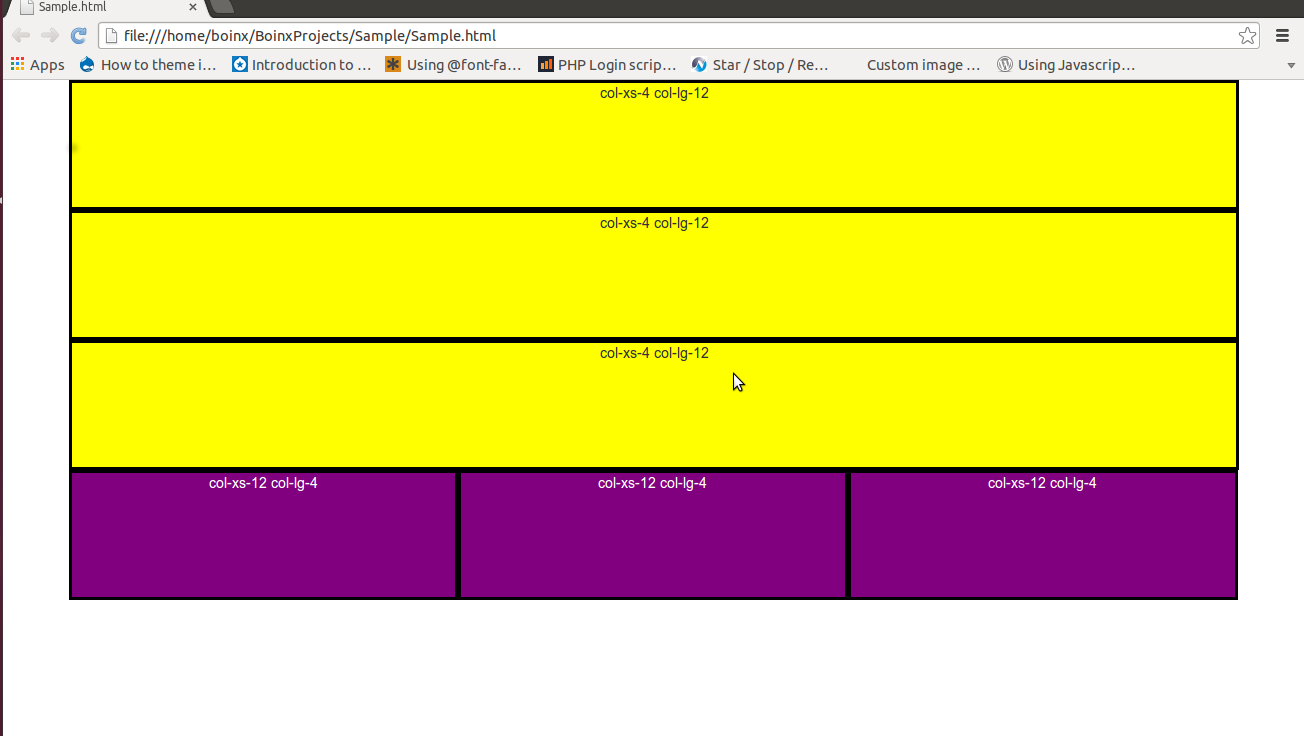 Sample.html
file:///home/boinx/BoinxProjects/Sample/Sample.html
Apps How to theme i... Introduction to ... Using @font-fa... PHP Login scrip... Star / Stop / Re... Custom image ... Using Javascrip...
col-xs-4 col-lg-12
col-xs-4 col-lg-12
col-xs-4 col-lg-12
col-xs-12 col-lg-4 col-xs-12 col-lg-4 col-xs-12 col-lg-4